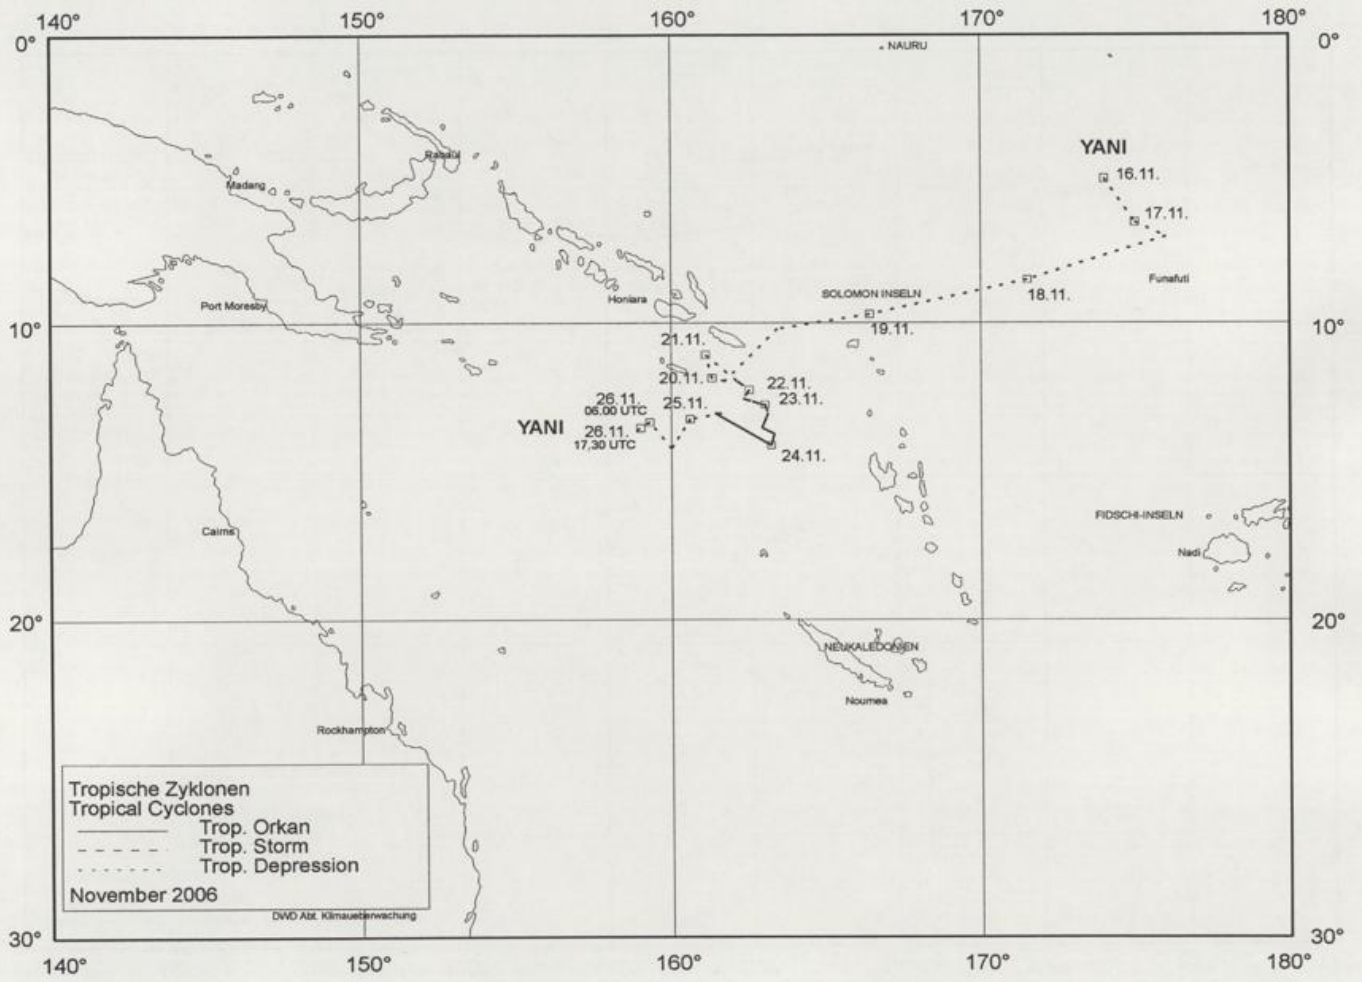 140° 150° 160° 170° 180°
0° 0°
NAURU
YANI
Rabaul
16.11.
Madang
17.11.
Funafuti
SOLOMON INSELN
18.11.
Honiara
Port Moresby
10° 10°
19.11.
21.11.
20.11.
22.11.
26.11.
25.11.
23.11.
06.00 UTC
YANI
26.11.
17,30 UTC
24.11.
FIDSCHI-INSELN
Cairns
Nadi
20° 20°
NEUKALEDONIEN
Noumea
Rockhampton
Tropische Zyklonen
Tropical Cyclones
Trop. Orkan
Trop. Storm
Trop. Depression
November 2006
DWD Abt. Klimaueberwachung
30° 30°
140° 150° 160° 170° 180°